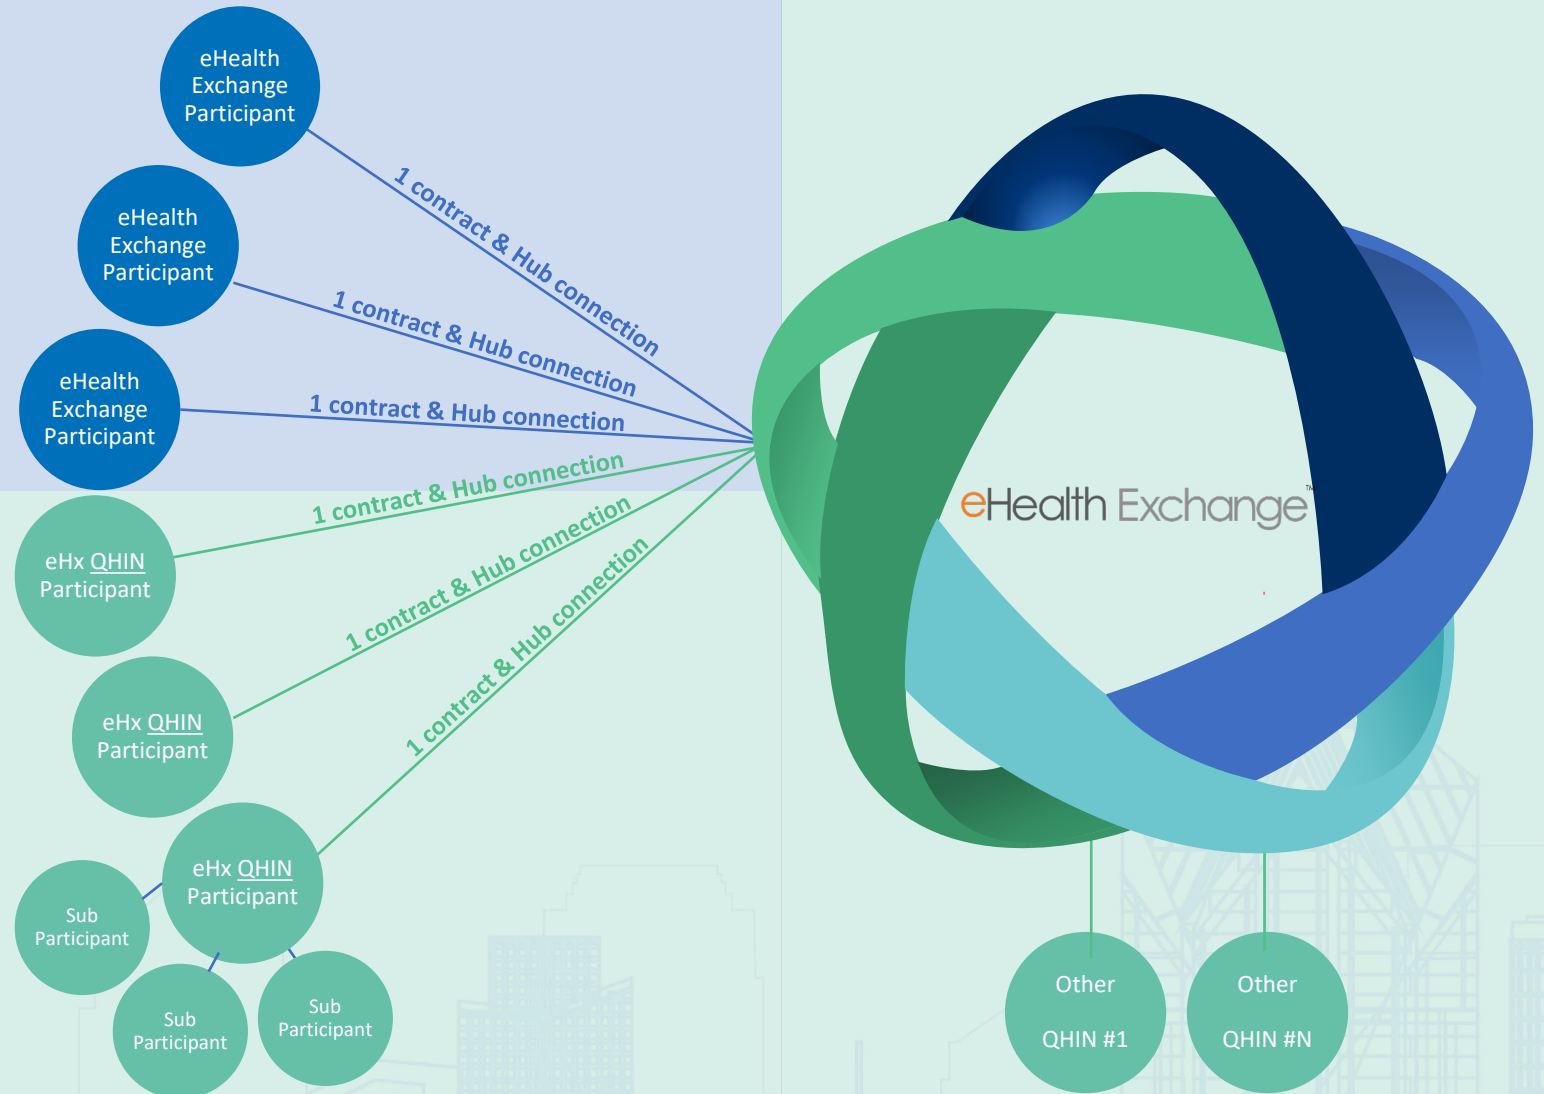 eHealth
Exchange
Participant
1 contract & Hub connection
eHealth
Exchange
Participant
1 contract & Hub connection
eHealth
Exchange
Participant
1 contract & Hub connection
eHx QHIN
Participant
1 contract & Hub connection
eHx QHIN
Participant
1 contract & Hub connection
eHx QHIN
Participant
1 contract & Hub connection
Sub
Participant
Sub
Participant
Sub
Participant
eHealth Exchange™
Other
QHIN #1
Other
QHIN #N